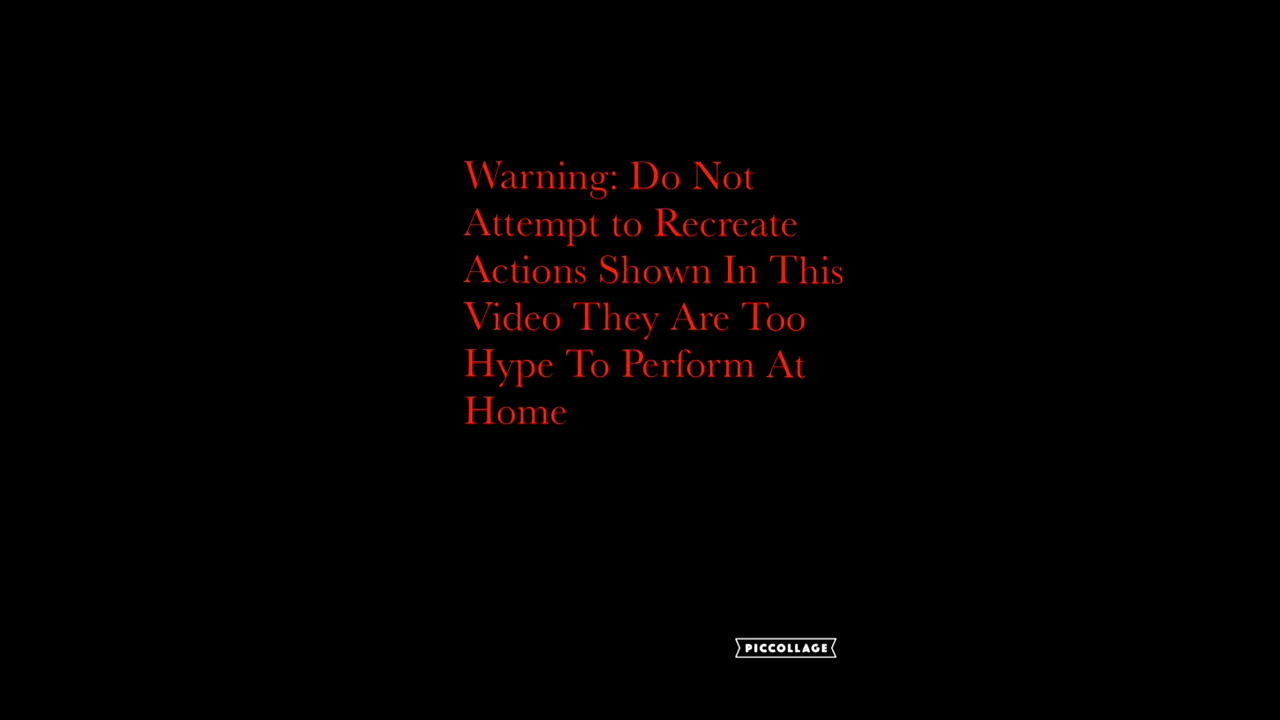 Warning: Do Not
Attempt to Recreate
Actions Shown In This
Video They Are Too
Hype To Perform At
Home
PICCOLLAGE